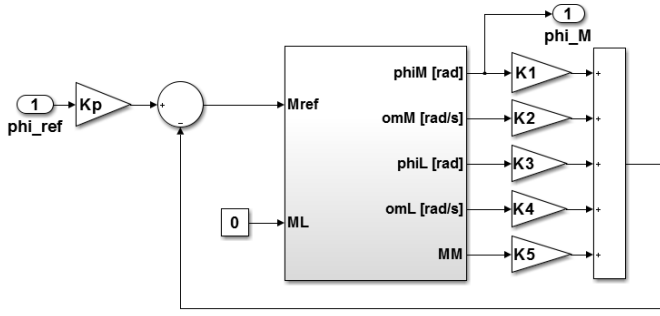 1
phi_M
phiM [rad]
K1
+
1
Kp
+
Mref
omM [rad/s]
K2
+
phi_ref
−
phiL [rad]
K3
+
0
ML
omL [rad/s]
K4
+
MM
K5
+